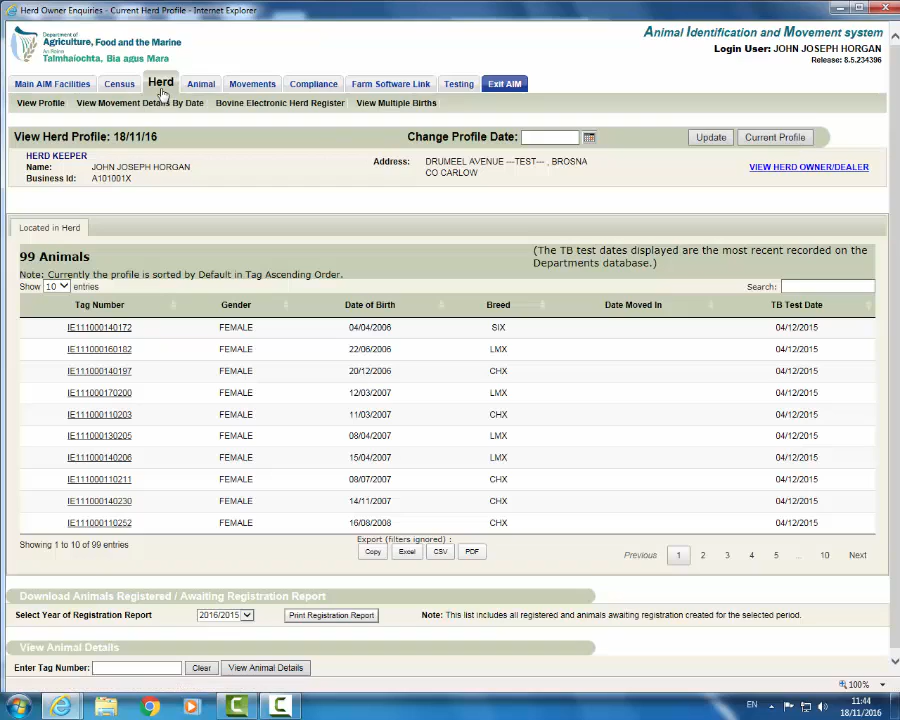 Herd Owner Enquiries - Current Herd Profile - Internet Explorer
Department of
Agriculture, Food and the Marine
An Roinn
Talmhaíochta, Bia agus Mara
Animal Identification and Movement system
Login User: JOHN JOSEPH HORGAN
Release: 8.5.234396
Main AIM Facilities Census Herd Animal Movements Compliance Farm Software Link Testing Exit AIM
View Profile View Movement Details By Date Bovine Electronic Herd Register View Multiple Births
View Herd Profile: 18/11/16 Change Profile Date: Update Current Profile
HERD KEEPER
Name: JOHN JOSEPH HORGAN
Business Id: A101001X
Address: DRUMEEL AVENUE ---TEST--- , BROSNA
CO CARLOW
VIEW HERD OWNER/DEALER
Located in Herd
99 Animals
(The TB test dates displayed are the most recent recorded on the
Departments database.)
Note: Currently the profile is sorted by Default in Tag Ascending Order.
Show 10 entries Search:
Tag Number Gender Date of Birth Breed Date Moved In TB Test Date
IE111000140172 FEMALE 04/04/2006 SIX 04/12/2015
IE111000160182 FEMALE 22/06/2006 LMX 04/12/2015
IE111000140197 FEMALE 20/12/2006 CHX 04/12/2015
IE111000170200 FEMALE 12/03/2007 LMX 04/12/2015
IE111000110203 FEMALE 11/03/2007 CHX 04/12/2015
IE111000130205 FEMALE 08/04/2007 LMX 04/12/2015
IE111000140206 FEMALE 15/04/2007 LMX 04/12/2015
IE111000110211 FEMALE 08/07/2007 CHX 04/12/2015
IE111000140230 FEMALE 14/11/2007 CHX 04/12/2015
IE111000110252 FEMALE 16/08/2008 CHX 04/12/2015
Showing 1 to 10 of 99 entries
Export (filters ignored) :
Copy Excel CSV PDF
Previous 1 2 3 4 5 ... 10 Next
Download Animals Registered / Awaiting Registration Report
Select Year of Registration Report 2016/2015 Print Registration Report Note: This list includes all registered and animals awaiting registration created for the selected period.
View Animal Details
Enter Tag Number: Clear View Animal Details
100%
EN 11:44
18/11/2016